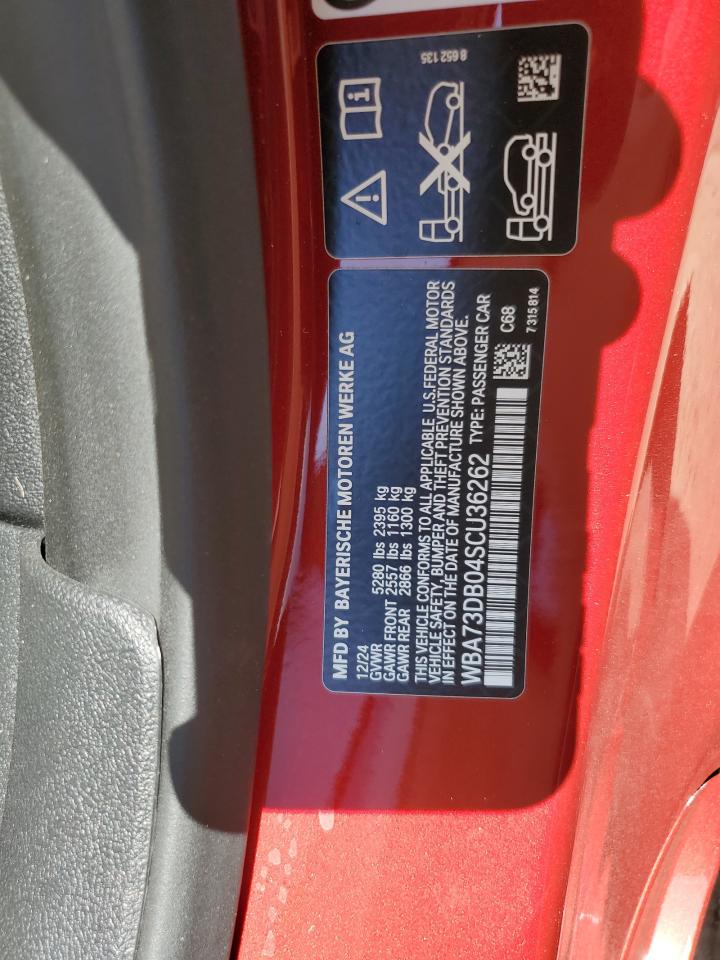 MFD BY BAYERISCHE MOTOREN WERKE AG
12/24
GVWR 5280 lbs 2395 kg
GAWR FRONT 2557 lbs 1160 kg
GAWR REAR 2866 lbs 1300 kg
THIS VEHICLE CONFORMS TO ALL APPLICABLE U.S.FEDERAL MOTOR
VEHICLE SAFETY, BUMPER AND THEFT PREVENTION STANDARDS
IN EFFECT ON THE DATE OF MANUFACTURE SHOWN ABOVE.
WBA73DB04SCU36262 TYPE: PASSENGER CAR
C68
7 315 814
8 652 135